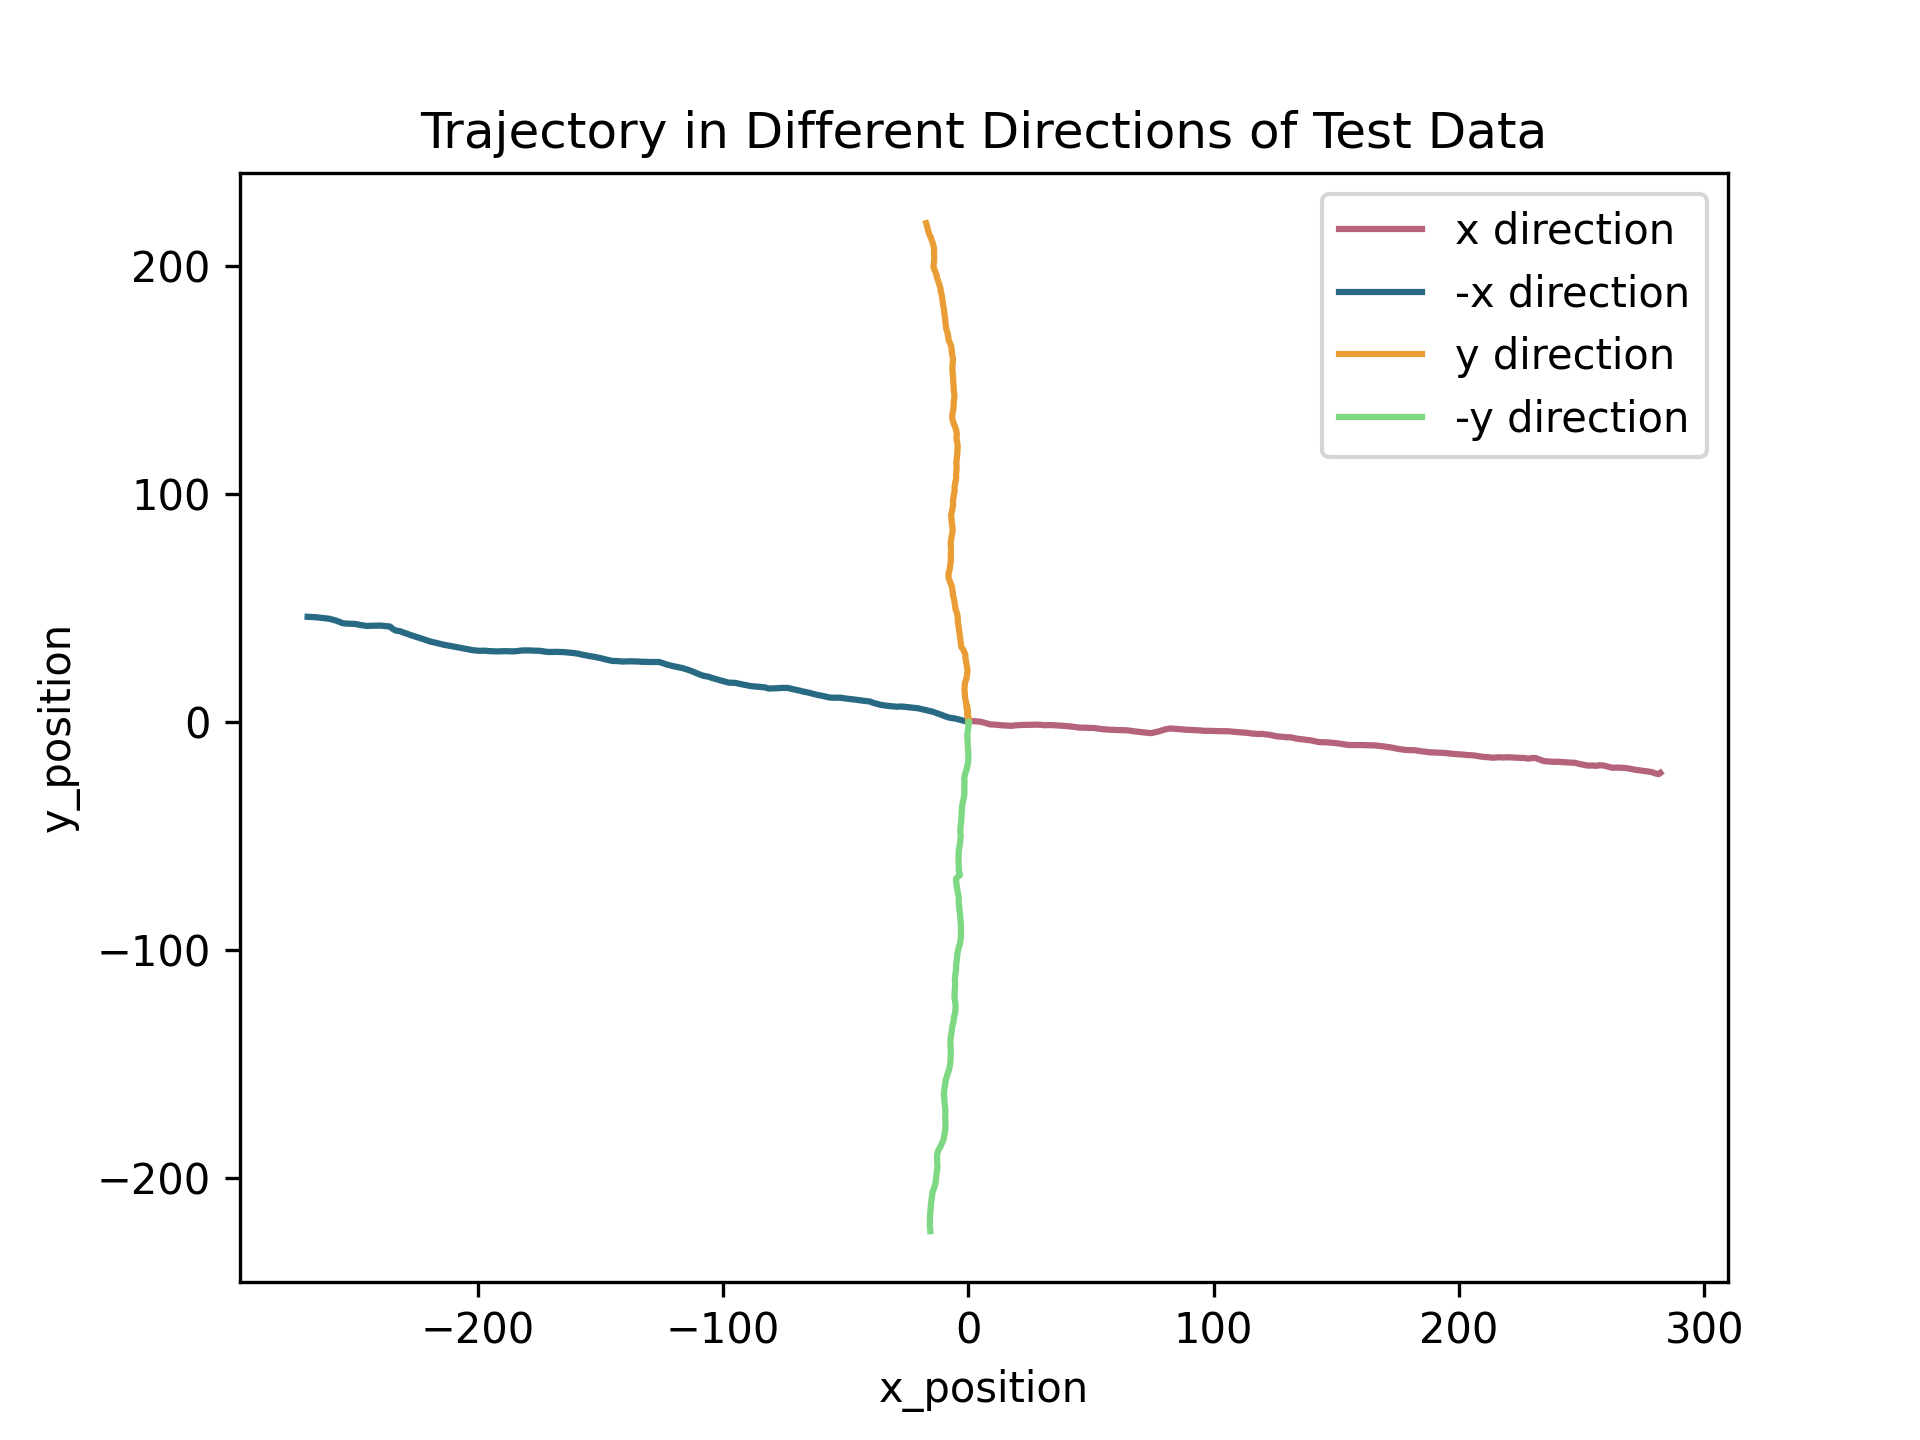 Trajectory in Different Directions of Test Data
x direction
-x direction
y direction
-y direction
200
100
0
−100
−200
y_position
−200
−100
0
100
200
300
x_position